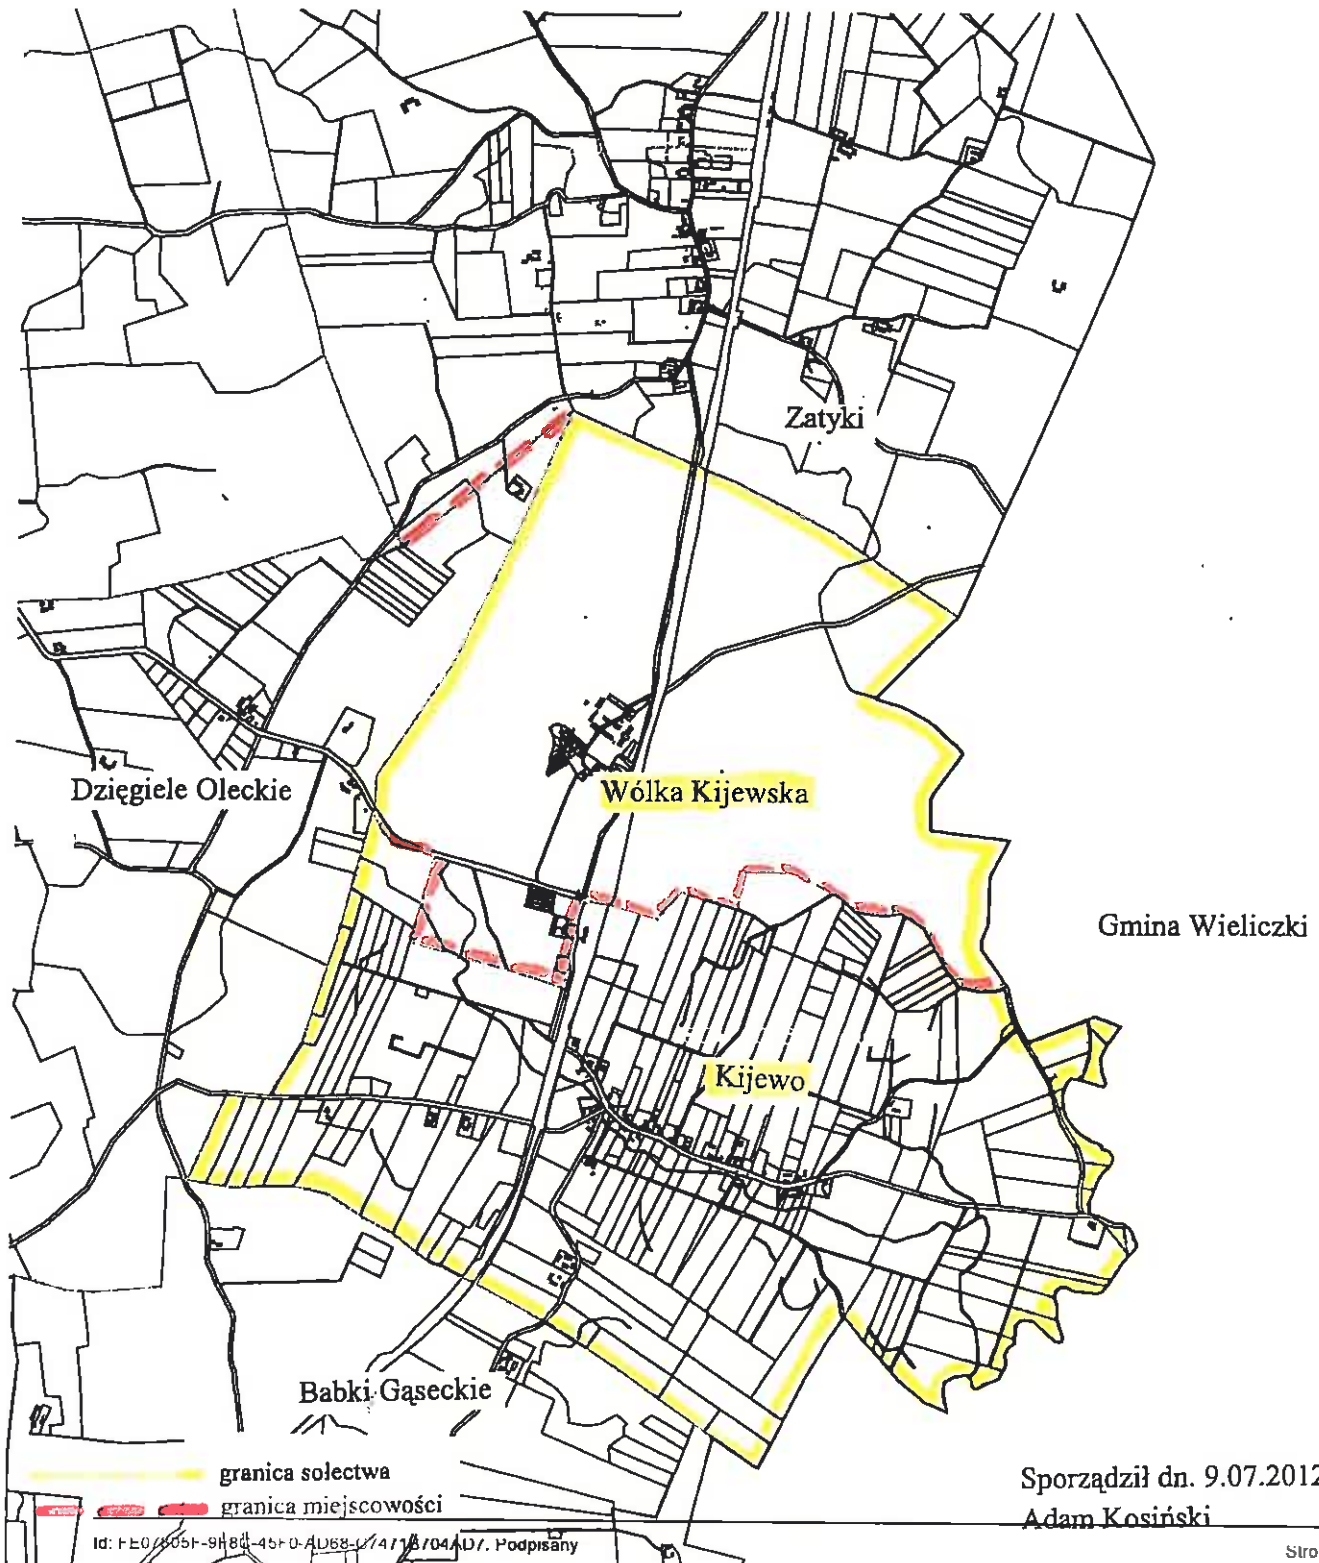 Zatyki
Dzięgiele Oleckie
Wólka Kijewska
Gmina Wieliczki
Kijewo
Babki Gąseckie
granica sołectwa
granica miejscowości
Sporządził dn. 9.07.2012
Adam Kosiński
Podpisany
Stro